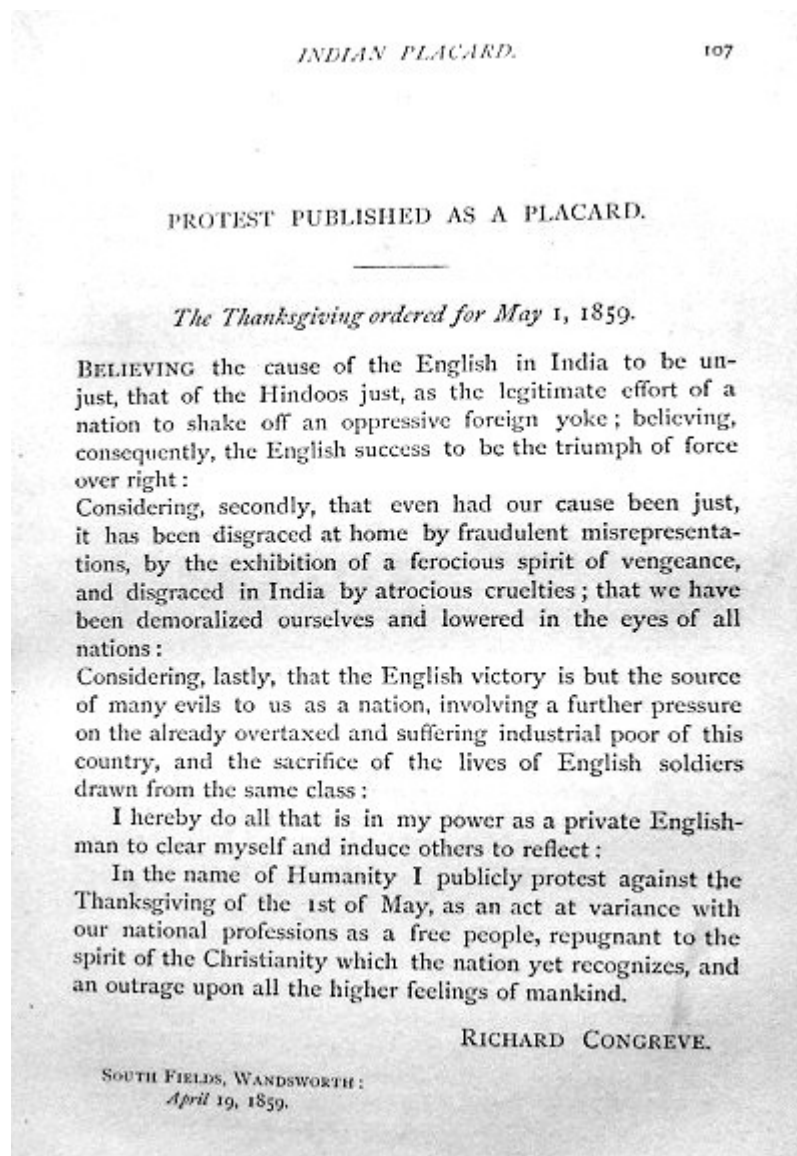 INDIAN PLACARD. 107
PROTEST PUBLISHED AS A PLACARD.
The Thanksgiving ordered for May 1, 1859.
BELIEVING the cause of the English in India to be un-
just, that of the Hindoos just, as the legitimate effort of a
nation to shake off an oppressive foreign yoke; believing,
consequently, the English success to be the triumph of force
over right:
Considering, secondly, that even had our cause been just,
it has been disgraced at home by fraudulent misrepresenta-
tions, by the exhibition of a ferocious spirit of vengeance,
and disgraced in India by atrocious cruelties; that we have
been demoralized ourselves and lowered in the eyes of all
nations:
Considering, lastly, that the English victory is but the source
of many evils to us as a nation, involving a further pressure
on the already overtaxed and suffering industrial poor of this
country, and the sacrifice of the lives of English soldiers
drawn from the same class:
I hereby do all that is in my power as a private English-
man to clear myself and induce others to reflect:
In the name of Humanity I publicly protest against the
Thanksgiving of the 1st of May, as an act at variance with
our national professions as a free people, repugnant to the
spirit of the Christianity which the nation yet recognizes, and
an outrage upon all the higher feelings of mankind.
RICHARD CONGREVE.
SOUTH FIELDS, WANDSWORTH:
April 19, 1859.